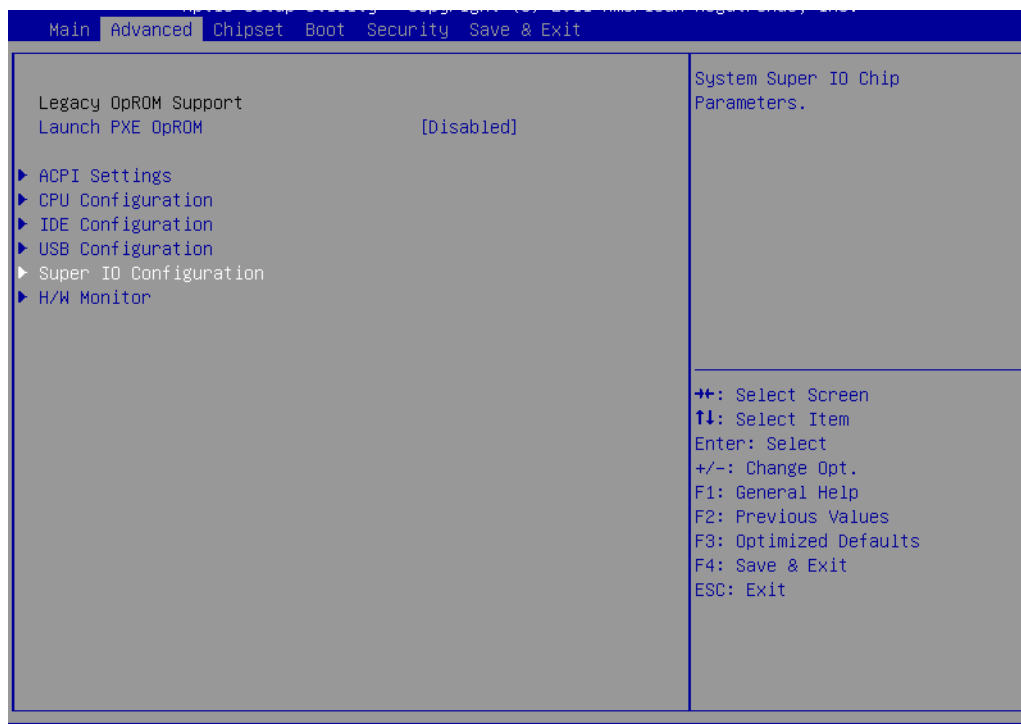 Main Advanced Chipset Boot Security Save & Exit
Legacy OpROM Support
Launch PXE OpROM [Disabled]
ACPI Settings
CPU Configuration
IDE Configuration
USB Configuration
Super IO Configuration
H/W Monitor
System Super IO Chip
Parameters.
→←: Select Screen
↑↓: Select Item
Enter: Select
+/-: Change Opt.
F1: General Help
F2: Previous Values
F3: Optimized Defaults
F4: Save & Exit
ESC: Exit